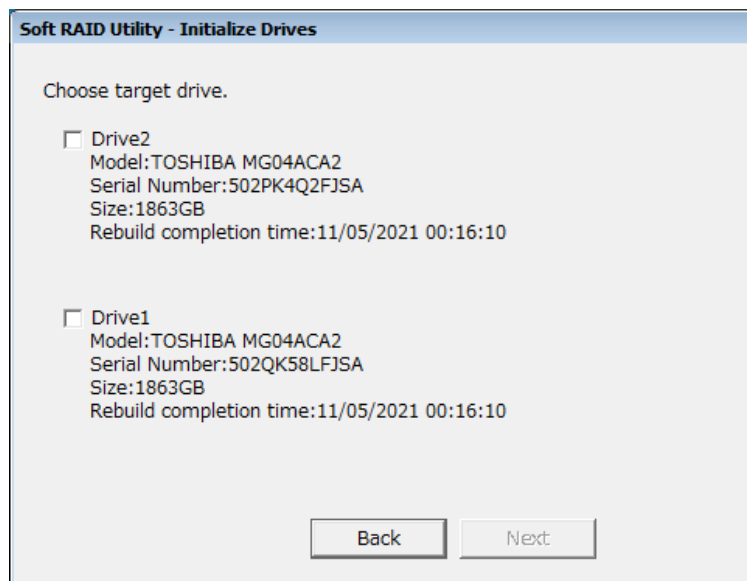 Soft RAID Utility - Initialize Drives
Choose target drive.
Drive2
Model:TOSHIBA MG04ACA2
Serial Number:502PK4Q2FJSA
Size:1863GB
Rebuild completion time:11/05/2021 00:16:10
Drive1
Model:TOSHIBA MG04ACA2
Serial Number:502QK58LFJSA
Size:1863GB
Rebuild completion time:11/05/2021 00:16:10
Back
Next